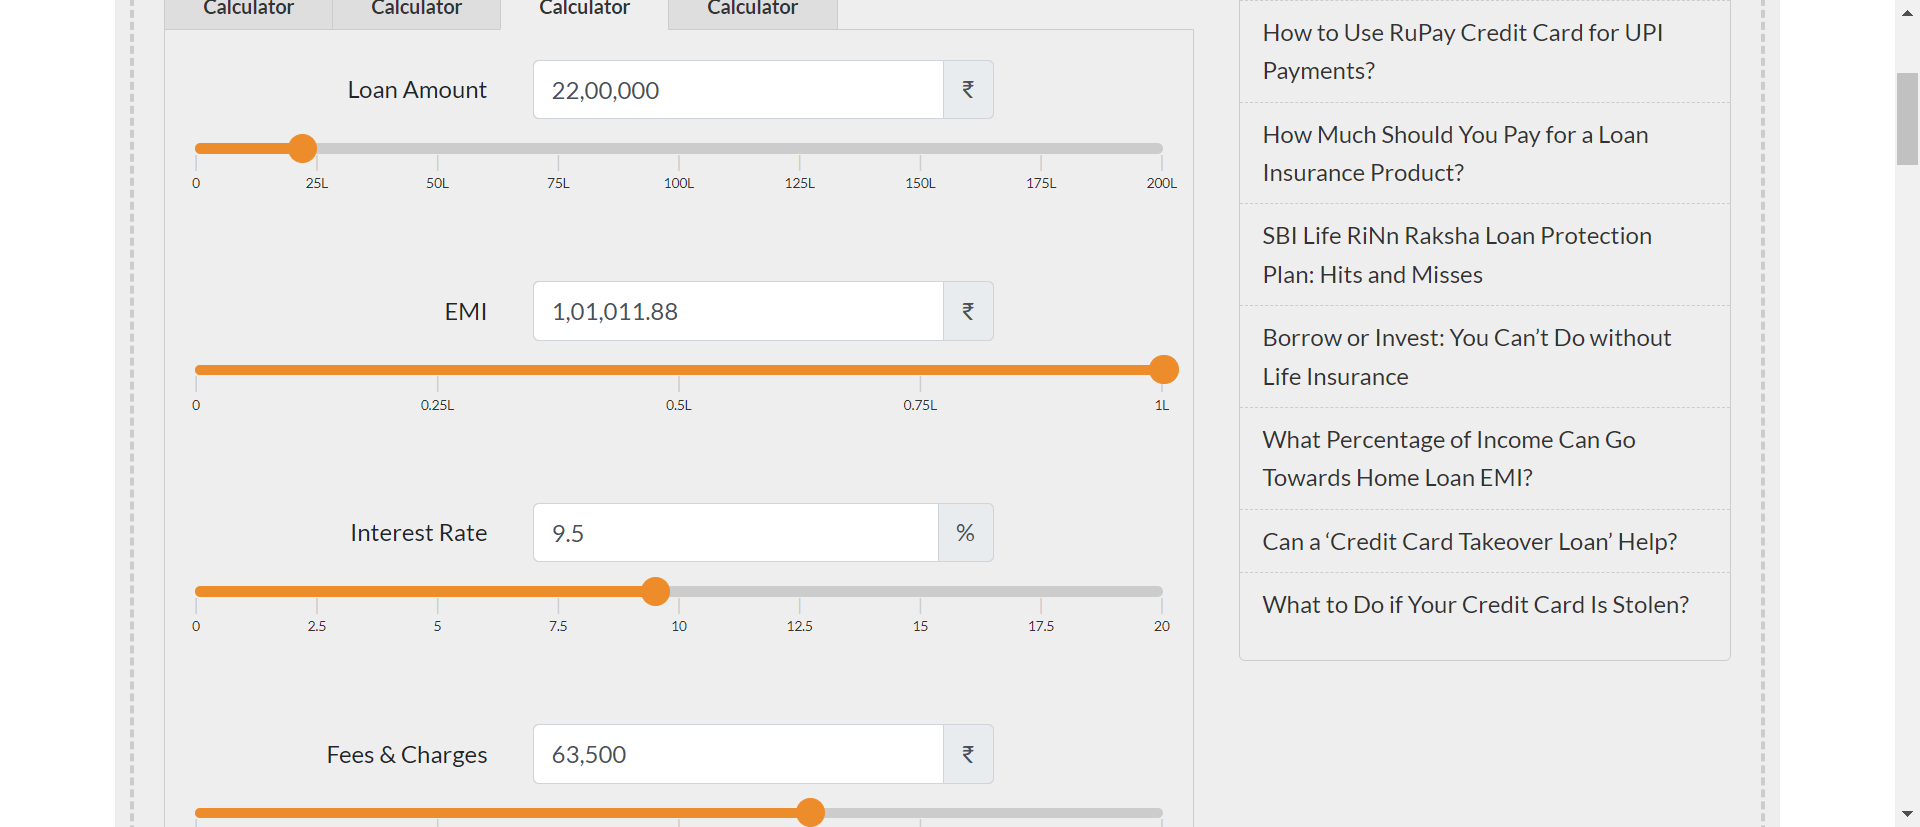 Calculator
Calculator
Calculator
Calculator
Loan Amount
22,00,000
₹
0
25L
50L
75L
100L
125L
150L
175L
200L
EMI
1,01,011.88
₹
0
0.25L
0.5L
0.75L
1L
Interest Rate
9.5
%
0
2.5
5
7.5
10
12.5
15
17.5
20
Fees & Charges
63,500
₹
How to Use RuPay Credit Card for UPI
Payments?
How Much Should You Pay for a Loan
Insurance Product?
SBI Life RiNn Raksha Loan Protection
Plan: Hits and Misses
Borrow or Invest: You Can’t Do without
Life Insurance
What Percentage of Income Can Go
Towards Home Loan EMI?
Can a ‘Credit Card Takeover Loan’ Help?
What to Do if Your Credit Card Is Stolen?